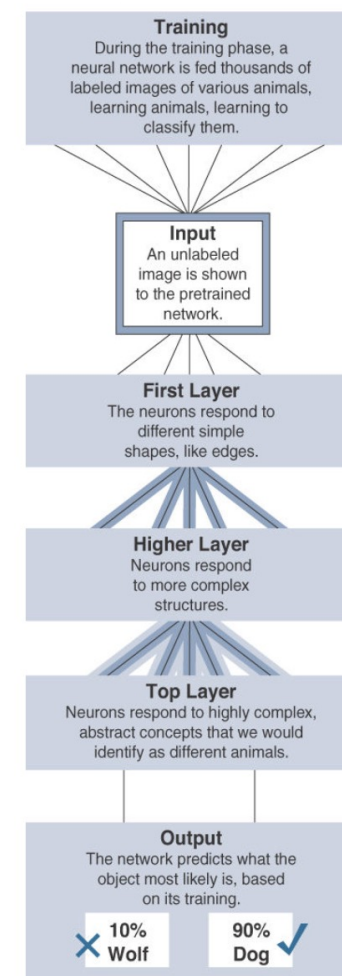 Training
During the training phase, a
neural network is fed thousands of
labeled images of various animals,
learning animals, learning to
classify them.
Input
An unlabeled
image is shown
to the pretrained
network.
First Layer
The neurons respond to
different simple
shapes, like edges.
Higher Layer
Neurons respond
to more complex
structures.
Top Layer
Neurons respond to highly complex,
abstract concepts that we would
identify as different animals.
Output
The network predicts what the
object most likely is, based
on its training.
10%
Wolf
90%
Dog